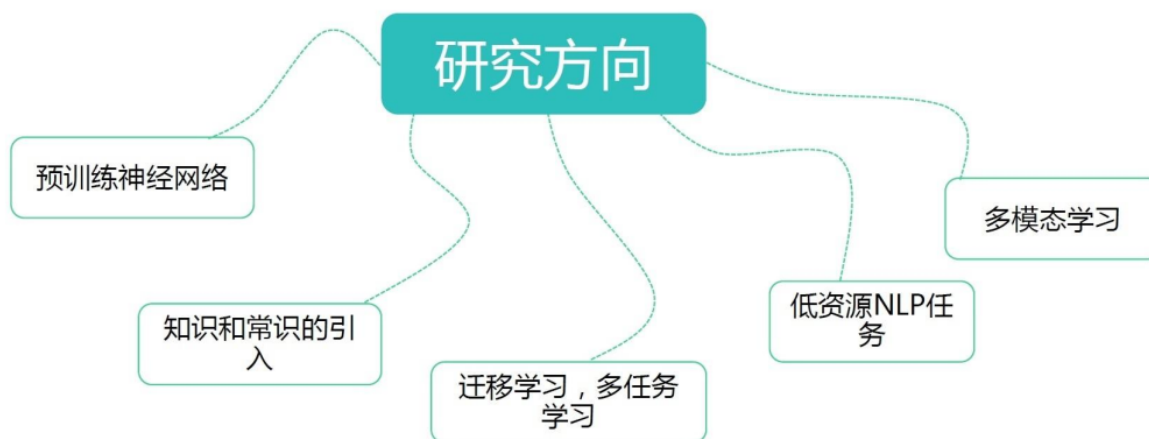 研究方向
预训练神经网络
知识和常识的引
入
迁移学习，多任务
学习
低资源NLP任
务
多模态学习